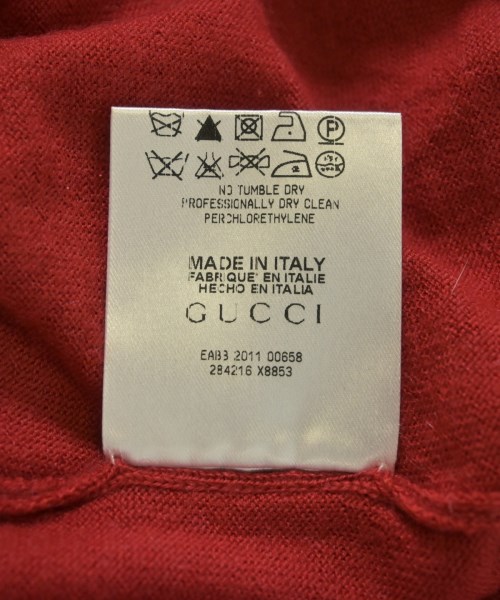 P
NO TUMBLE DRY
PROFESSIONALLY DRY CLEAN
PERCHLORETHYLENE
MADE IN ITALY
FABRIQUÉ EN ITALIE
HECHO EN ITALIA
GUCCI
EAB3 2011 00658
284216 X8853